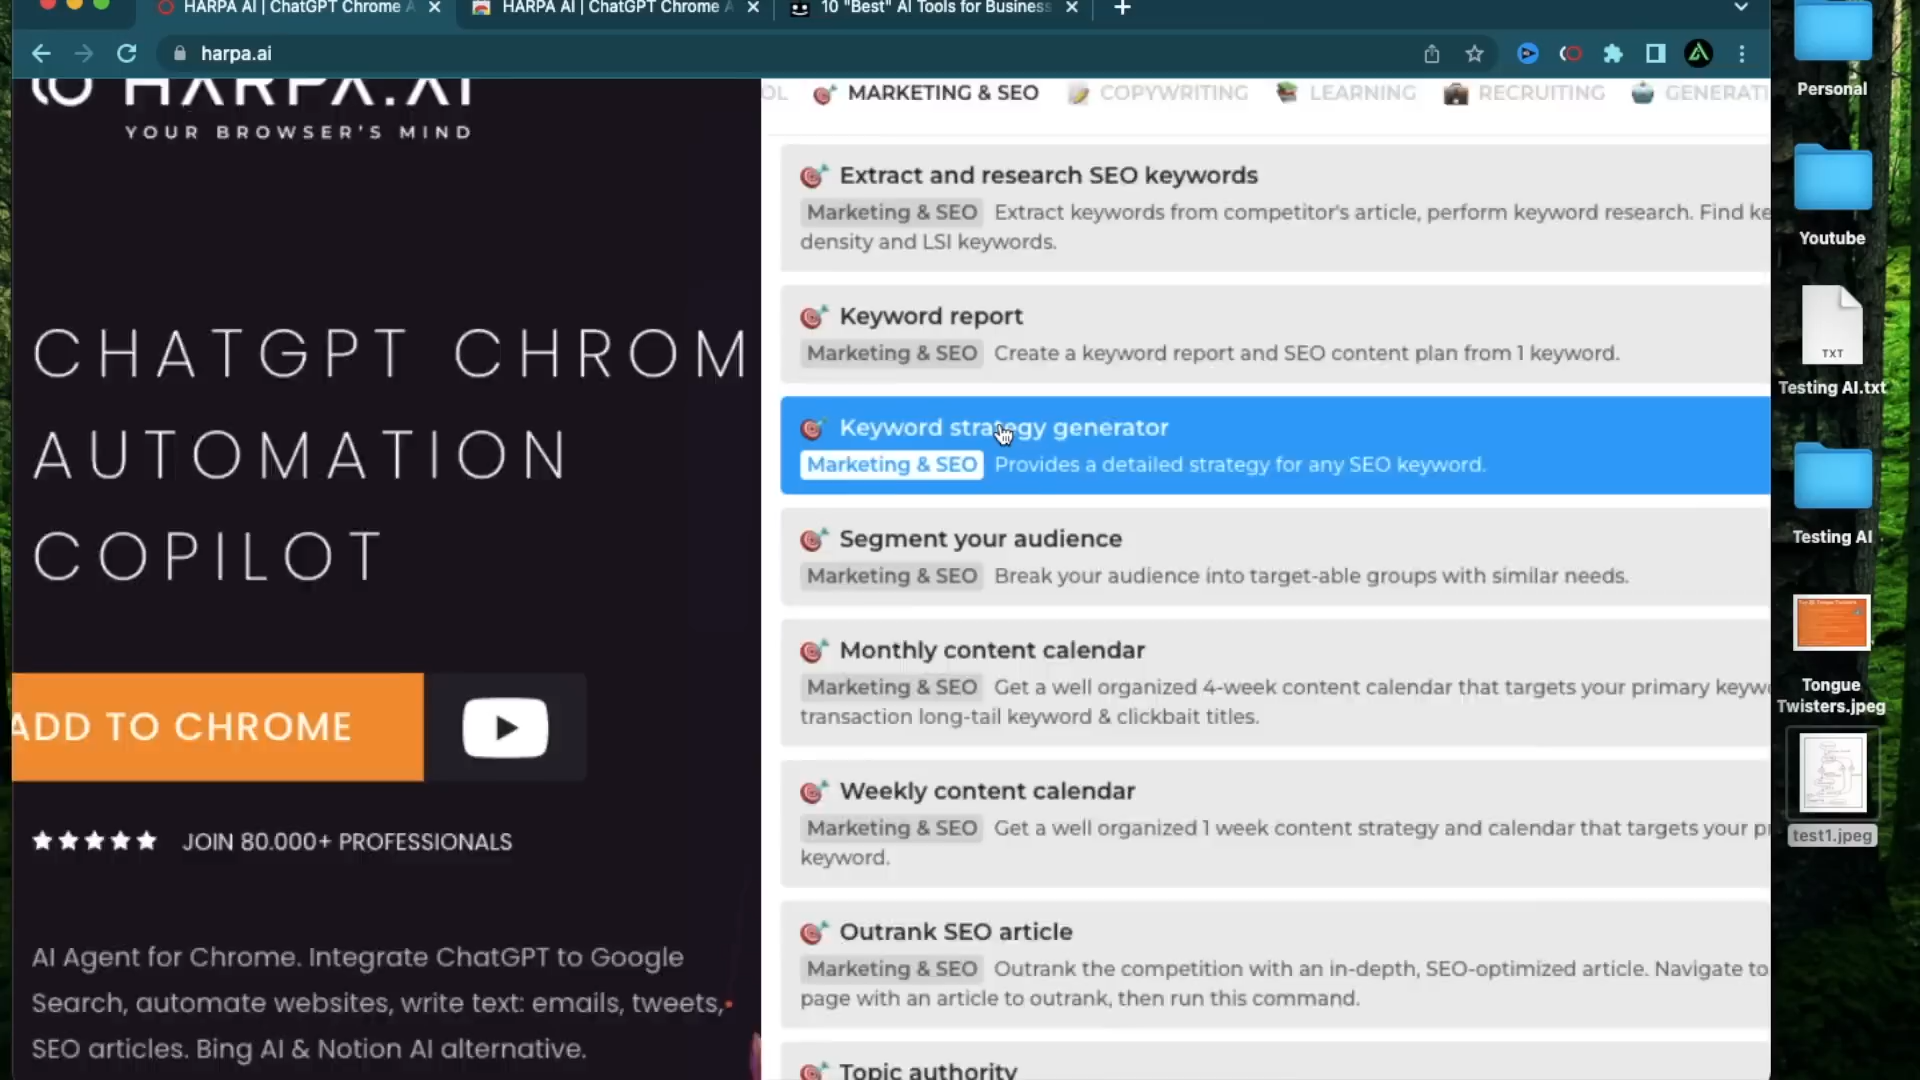 HARPA AI | ChatGPT Chrome A
HARPA AI | ChatGPT Chrome A
10 "Best" AI Tools for Business
harpa.ai
HARPA.AI
YOUR BROWSER'S MIND
CHATGPT CHROM
AUTOMATION
COPILOT
ADD TO CHROME
JOIN 80.000+ PROFESSIONALS
AI Agent for Chrome. Integrate ChatGPT to Google
Search, automate websites, write text: emails, tweets,
SEO articles. Bing AI & Notion AI alternative.
OL MARKETING & SEO COPYWRITING LEARNING RECRUITING GENERATI
Extract and research SEO keywords
Marketing & SEO Extract keywords from competitor's article, perform keyword research. Find ke
density and LSI keywords.
Keyword report
Marketing & SEO Create a keyword report and SEO content plan from 1 keyword.
Keyword strategy generator
Marketing & SEO Provides a detailed strategy for any SEO keyword.
Segment your audience
Marketing & SEO Break your audience into target-able groups with similar needs.
Monthly content calendar
Marketing & SEO Get a well organized 4-week content calendar that targets your primary keyw
transaction long-tail keyword & clickbait titles.
Weekly content calendar
Marketing & SEO Get a well organized 1 week content strategy and calendar that targets your p
keyword.
Outrank SEO article
Marketing & SEO Outrank the competition with an in-depth, SEO-optimized article. Navigate to
page with an article to outrank, then run this command.
Topic authority
Personal
Youtube
TXT
Testing AI.txt
Testing AI
Tongue
Twisters.jpeg
test1.jpeg